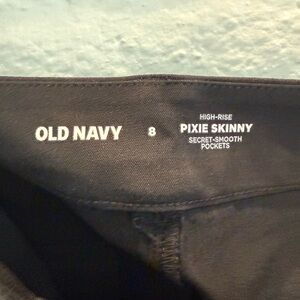 OLD NAVY
8
HIGH-RISE
PIXIE SKINNY
SECRET-SMOOTH
POCKETS